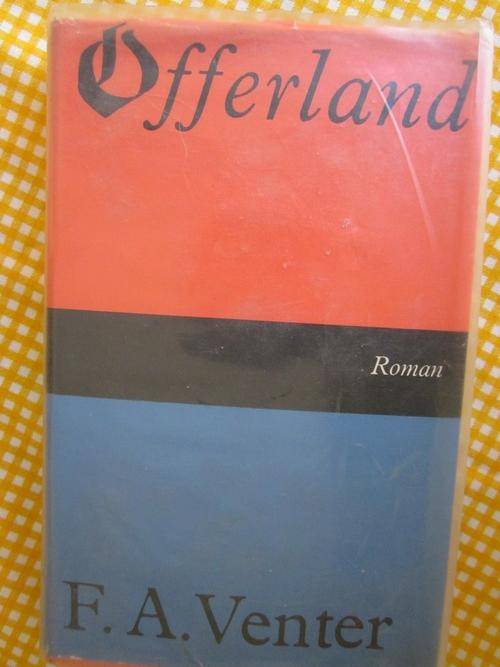 Offerland
Roman
F. A. Venter